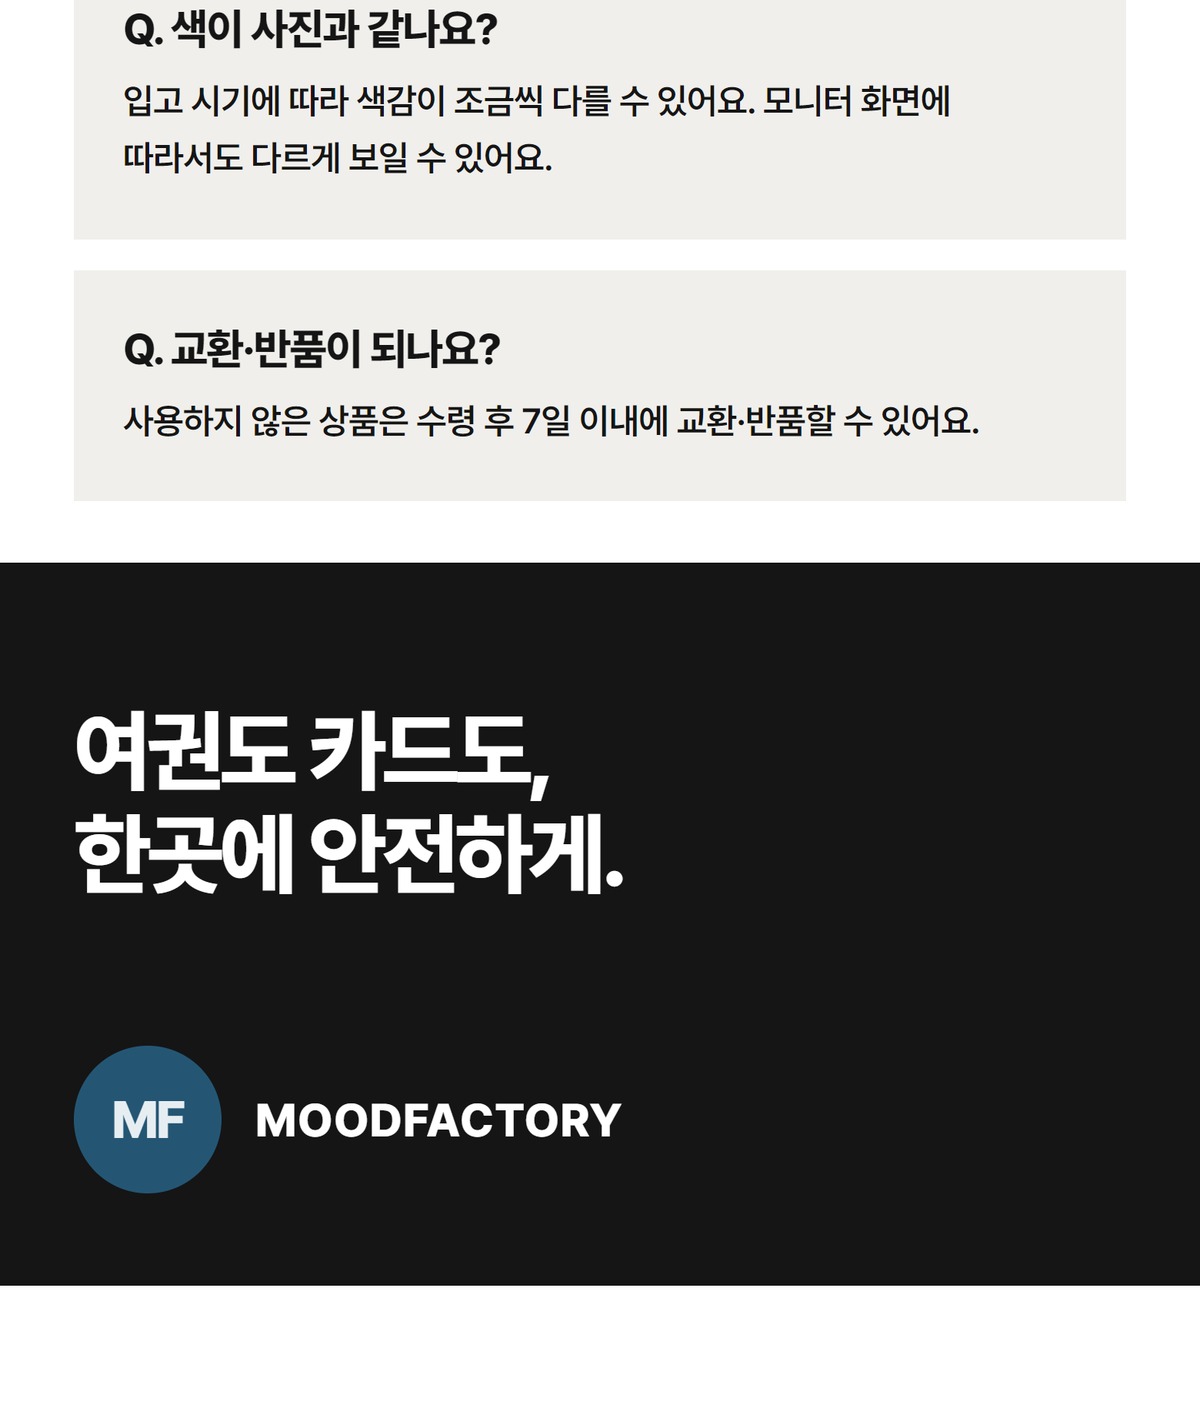 Q. 색이 사진과 같나요?
입고 시기에 따라 색감이 조금씩 다를 수 있어요. 모니터 화면에
따라서도 다르게 보일 수 있어요.
Q. 교환·반품이 되나요?
사용하지 않은 상품은 수령 후 7일 이내에 교환·반품할 수 있어요.
여권도 카드도,
한곳에 안전하게.
MF
MOODFACTORY